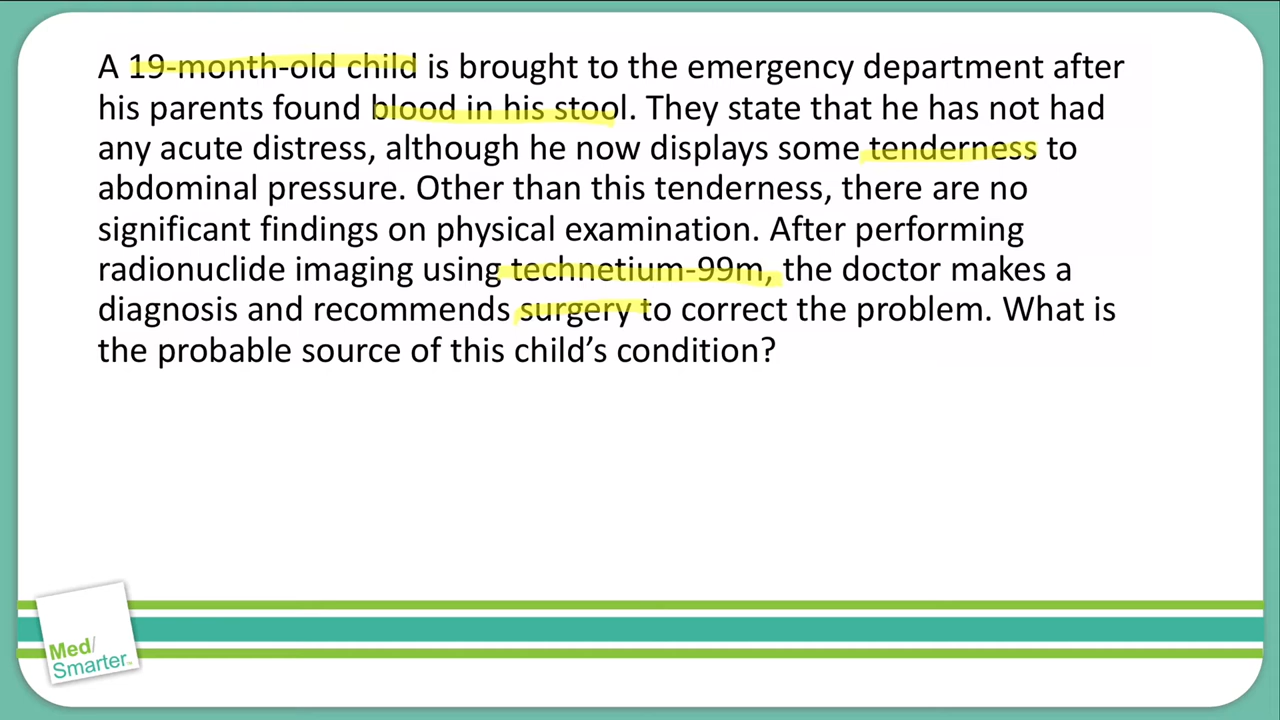 A 19-month-old child is brought to the emergency department after
his parents found blood in his stool. They state that he has not had
any acute distress, although he now displays some tenderness to
abdominal pressure. Other than this tenderness, there are no
significant findings on physical examination. After performing
radionuclide imaging using technetium-99m, the doctor makes a
diagnosis and recommends surgery to correct the problem. What is
the probable source of this child’s condition?
Med/
Smarter™